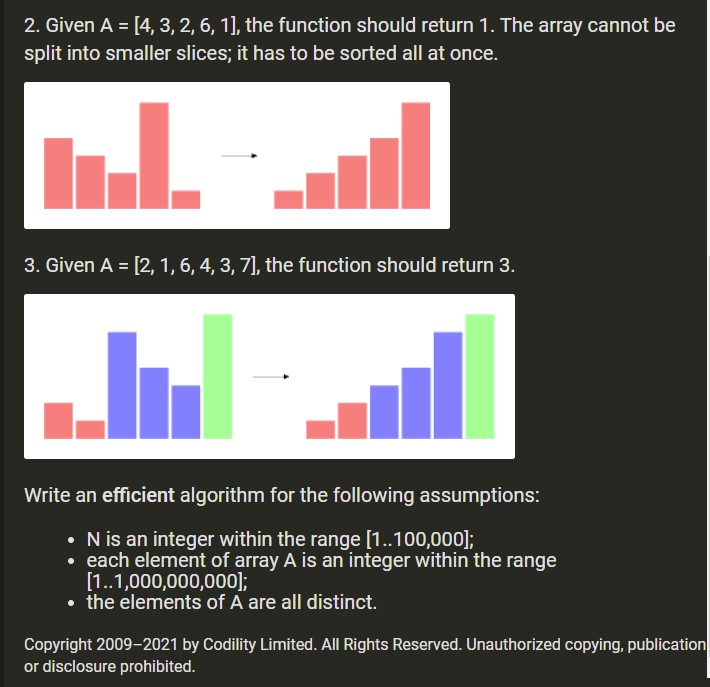 2. Given A = [4, 3, 2, 6, 1], the function should return 1. The array cannot be
split into smaller slices; it has to be sorted all at once.
3. Given A = [2, 1, 6, 4, 3, 7], the function should return 3.
Write an efficient algorithm for the following assumptions:
• N is an integer within the range [1..100,000];
• each element of array A is an integer within the range
[1..1,000,000,000];
• the elements of A are all distinct.
Copyright 2009–2021 by Codility Limited. All Rights Reserved. Unauthorized copying, publication
or disclosure prohibited.